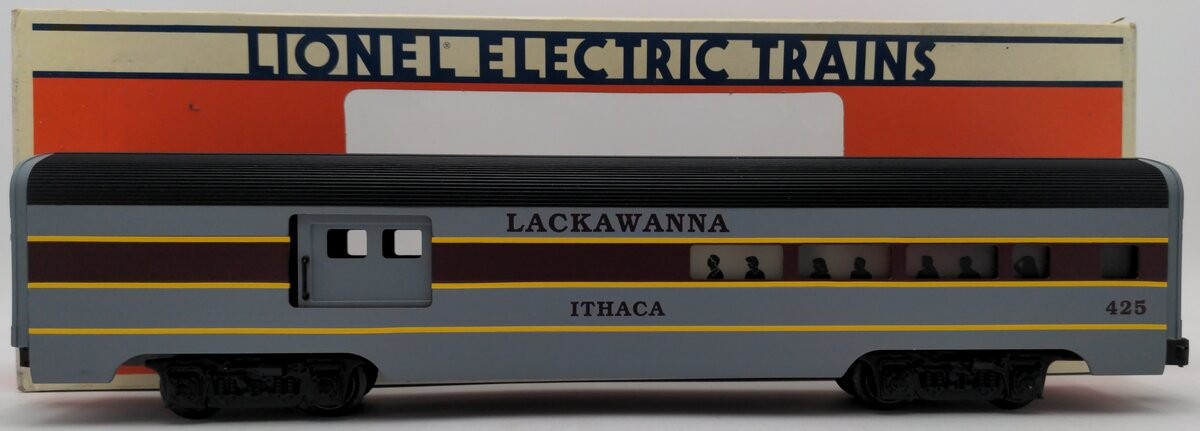 LIONEL® ELECTRIC TRAINS
LACKAWANNA
ITHACA
425